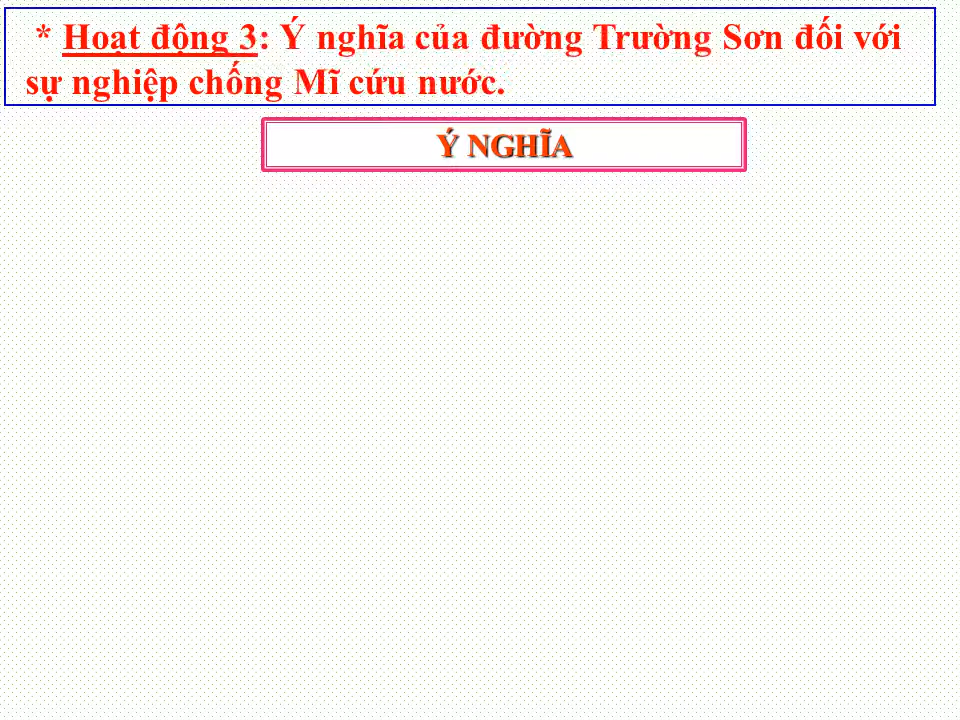 * Hoạt động 3: Ý nghĩa của đường Trường Sơn đối với
sự nghiệp chống Mĩ cứu nước.
Ý NGHĨA